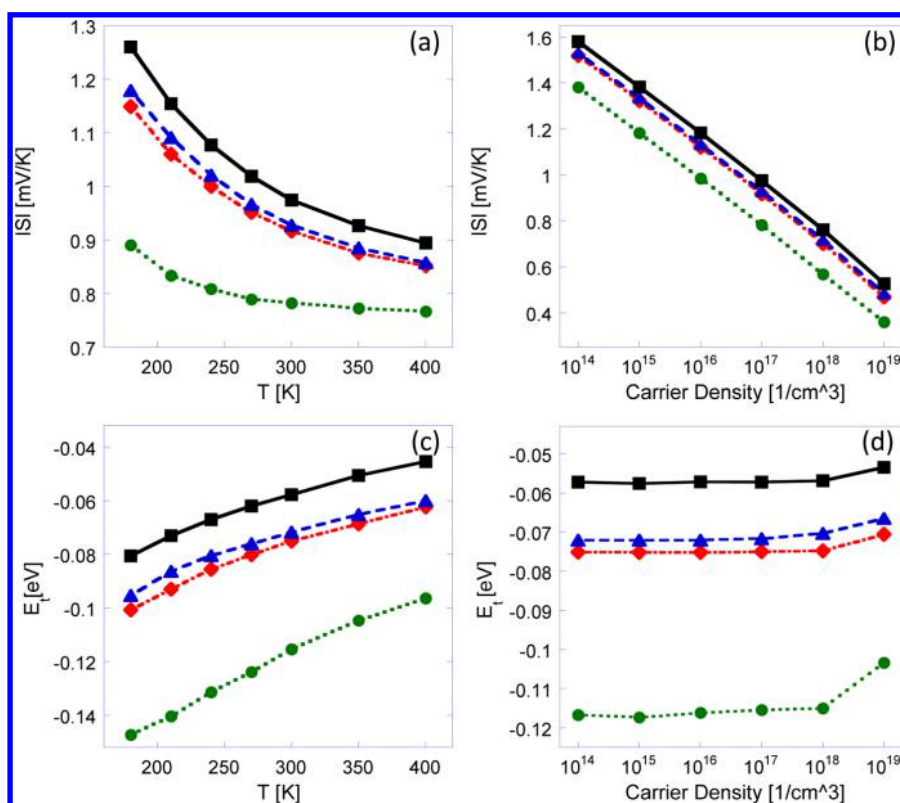 (a)
1.3
1.2
1.1
1
0.9
0.8
0.7
ISI [mV/K]
200 250 300 350 400
T [K]
(b)
1.6
1.4
1.2
1
0.8
0.6
0.4
ISI [mV/K]
10^14 10^15 10^16 10^17 10^18 10^19
Carrier Density [1/cm^3]
(c)
-0.04
-0.06
-0.08
-0.1
-0.12
-0.14
E_t[eV]
200 250 300 350 400
T [K]
(d)
-0.05
-0.06
-0.07
-0.08
-0.09
-0.1
-0.11
-0.12
E_t [eV]
10^14 10^15 10^16 10^17 10^18 10^19
Carrier Density [1/cm^3]